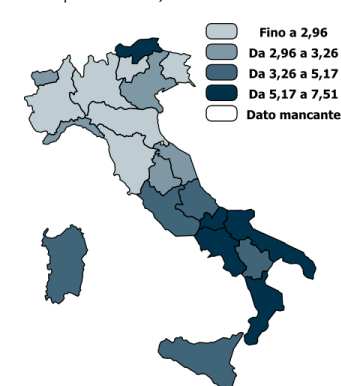 Fino a 2,96
Da 2,96 a 3,26
Da 3,26 a 5,17
Da 5,17 a 7,51
Dato mancante